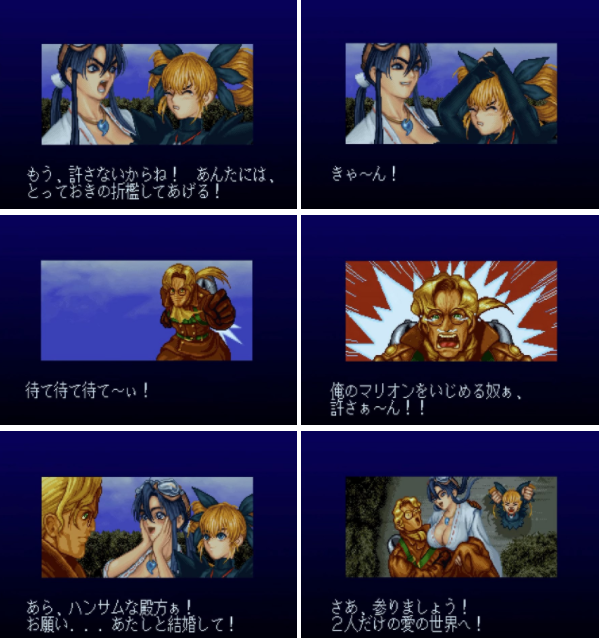 もう、許さないからね！　あんたには、
とっておきの折檻してあげる！
きゃ～ん！
待て待て待て～ぃ！
俺のマリオンをいじめる奴ぁ、
許さぁ～ん！！
あら、ハンサムな殿方ぁ！
お願い．．．あたしと結婚して！
さあ、参りましょう！
２人だけの愛の世界へ！